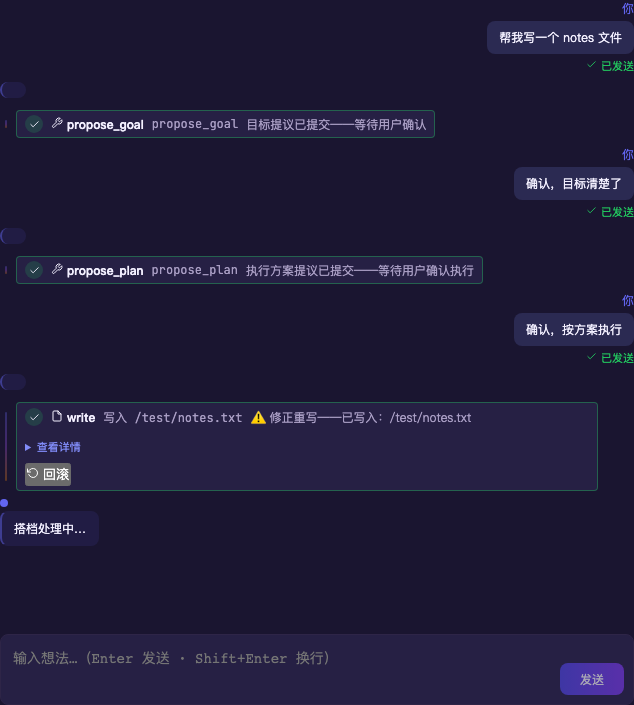 你
帮我写一个 notes 文件
✓ 已发送
propose_goal propose_goal 目标提议已提交——等待用户确认
你
确认，目标清楚了
✓ 已发送
propose_plan propose_plan 执行方案提议已提交——等待用户确认执行
你
确认，按方案执行
✓ 已发送
write 写入 /test/notes.txt ⚠️ 修正重写——已写入：/test/notes.txt
▶ 查看详情
回滚
搭档处理中…
输入想法…（Enter 发送 · Shift+Enter 换行）
发送